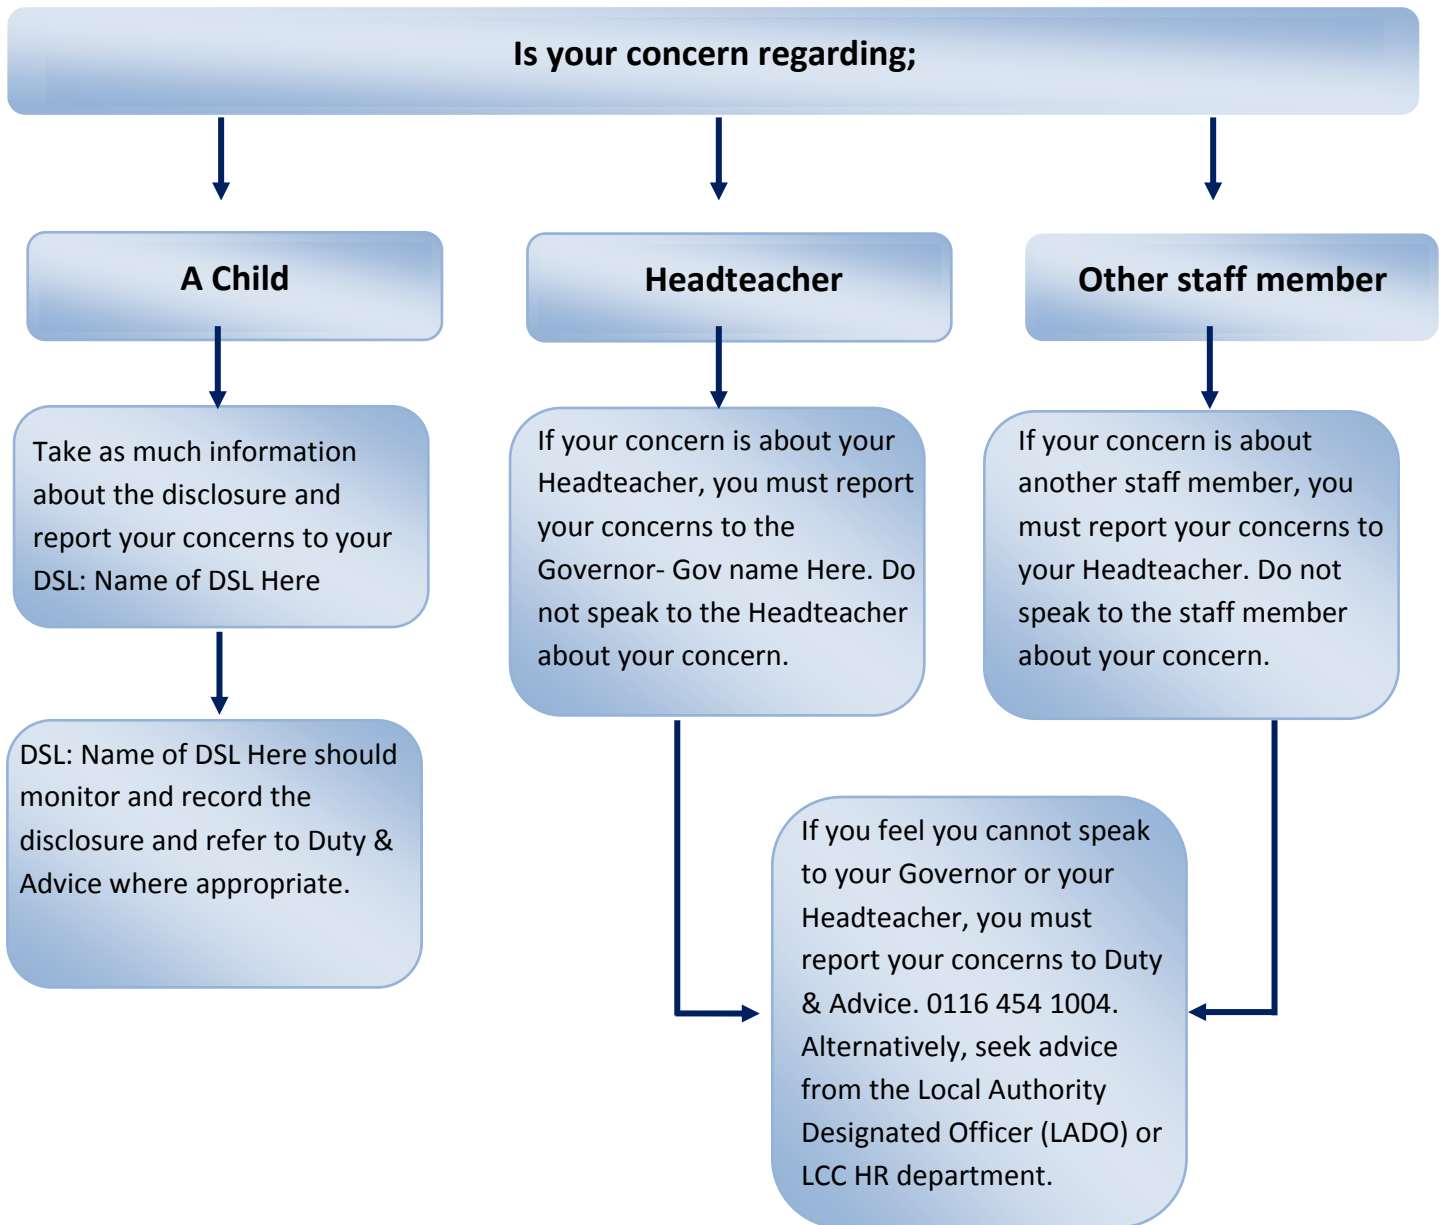 Is your concern regarding;
A Child
Headteacher
Other staff member
Take as much information
about the disclosure and
report your concerns to your
DSL: Name of DSL Here
If your concern is about your
Headteacher, you must report
your concerns to the
Governor- Gov name Here. Do
not speak to the Headteacher
about your concern.
If your concern is about
another staff member, you
must report your concerns to
your Headteacher. Do not
speak to the staff member
about your concern.
DSL: Name of DSL Here should
monitor and record the
disclosure and refer to Duty &
Advice where appropriate.
If you feel you cannot speak
to your Governor or your
Headteacher, you must
report your concerns to Duty
& Advice. 0116 454 1004.
Alternatively, seek advice
from the Local Authority
Designated Officer (LADO) or
LCC HR department.